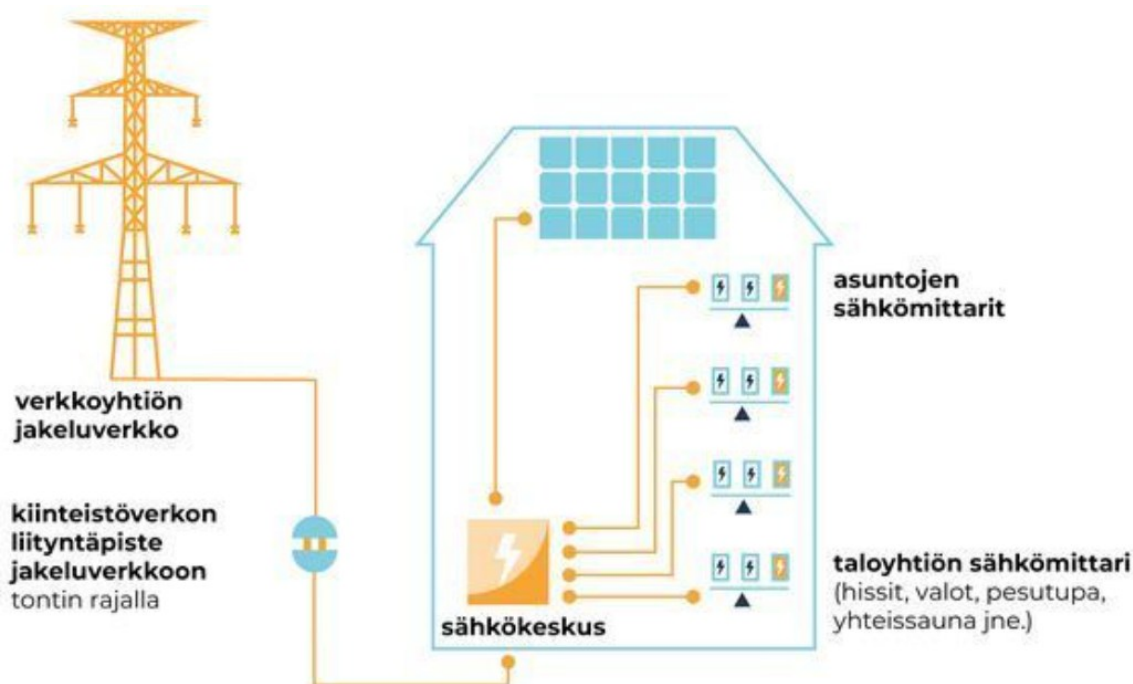 asuntojen
sähkömittarit
verkkoyhtiön
jakeluverkko
kiinteistöverkon
liityntäpiste
jakeluverkkoon
tontin rajalla
sähkökeskus
taloyhtiön sähkömittari
(hissit, valot, pesutupa,
yhteissauna jne.)